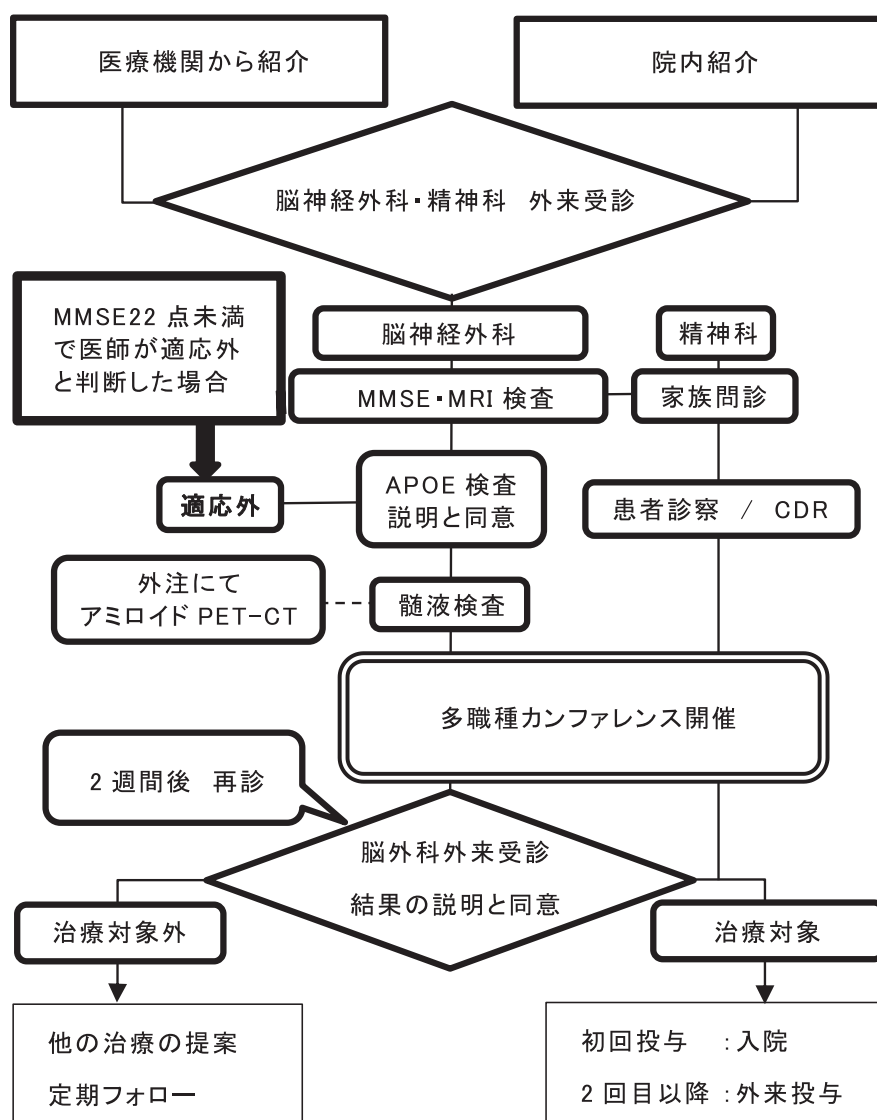 医療機関から紹介
院内紹介
脳神経外科・精神科 外来受診
MMSE22 点未満
で医師が適応外
と判断した場合
脳神経外科
精神科
MMSE・MRI 検査
家族問診
適応外
APOE 検査
説明と同意
患者診察 / CDR
外注にて
アミロイド PET-CT
髄液検査
多職種カンファレンス開催
2 週間後 再診
脳外科外来受診
結果の説明と同意
治療対象外
治療対象
他の治療の提案
定期フォロー
初回投与 :入院
2 回目以降 :外来投与